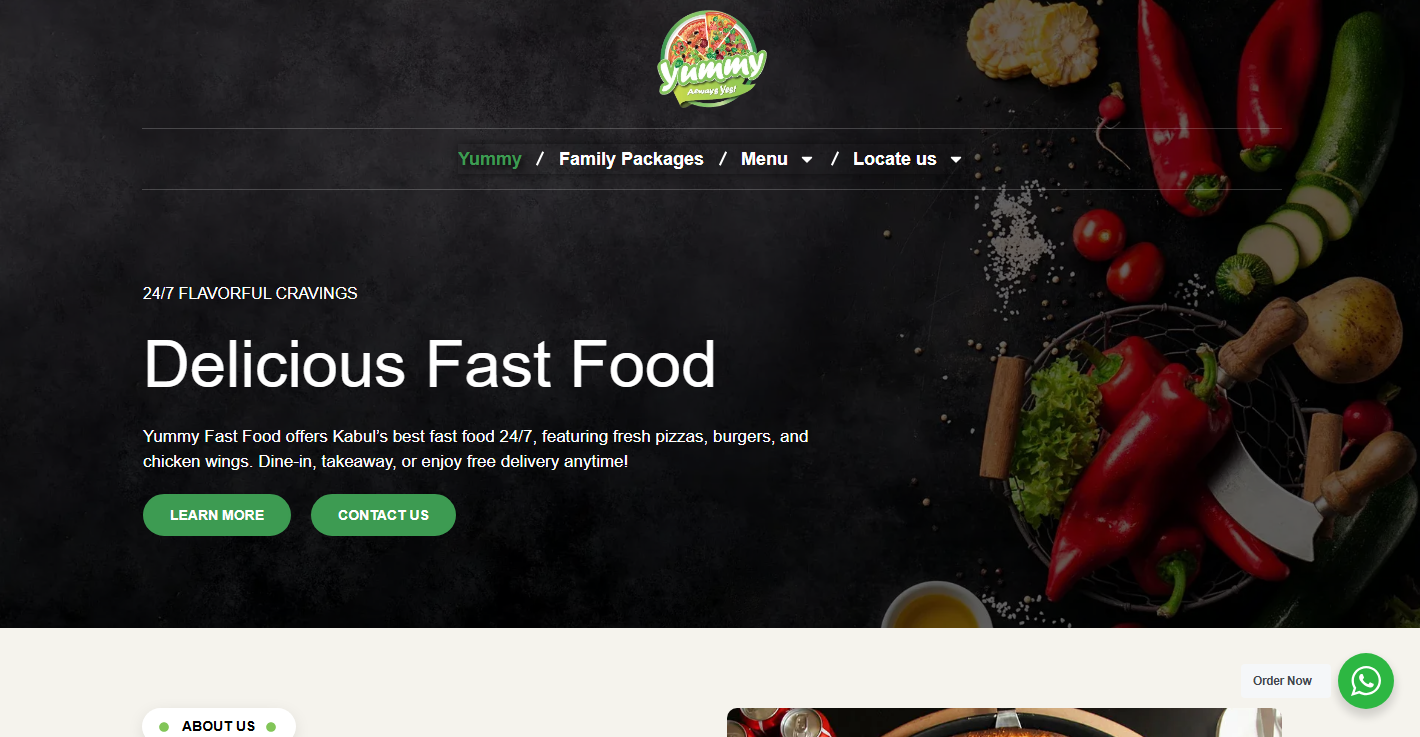 Yummy
Always Yes!
Yummy / Family Packages / Menu / Locate us
24/7 FLAVORFUL CRAVINGS
Delicious Fast Food
Yummy Fast Food offers Kabul’s best fast food 24/7, featuring fresh pizzas, burgers, and
chicken wings. Dine-in, takeaway, or enjoy free delivery anytime!
LEARN MORE
CONTACT US
Order Now
ABOUT US